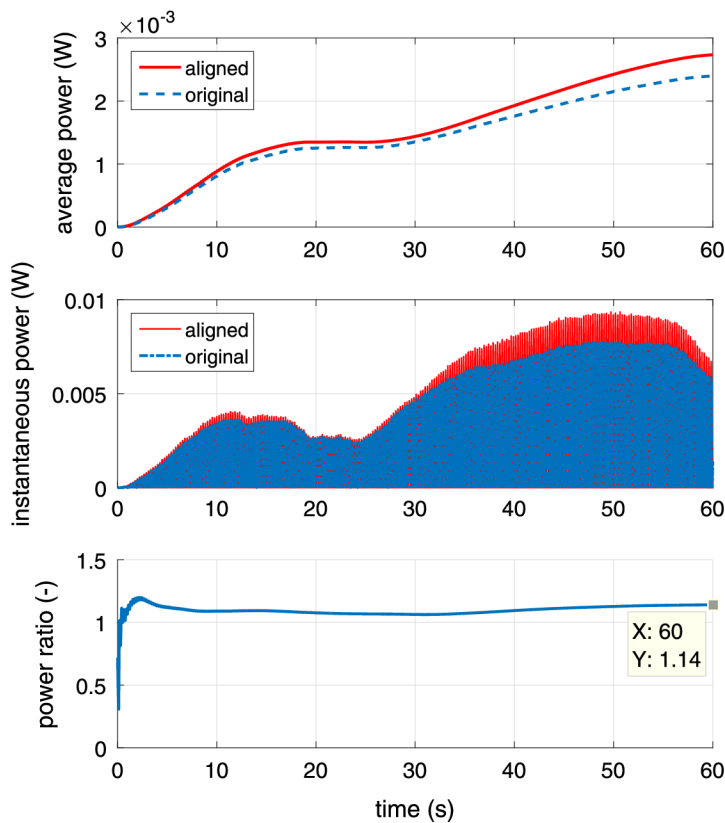 ×10⁻³
average power (W)
3
2
1
0
aligned
original
0 10 20 30 40 50 60
instantaneous power (W)
0.01
0.005
0
aligned
original
0 10 20 30 40 50 60
power ratio (-)
1.5
1
0.5
0
X: 60
Y: 1.14
0 10 20 30 40 50 60
time (s)